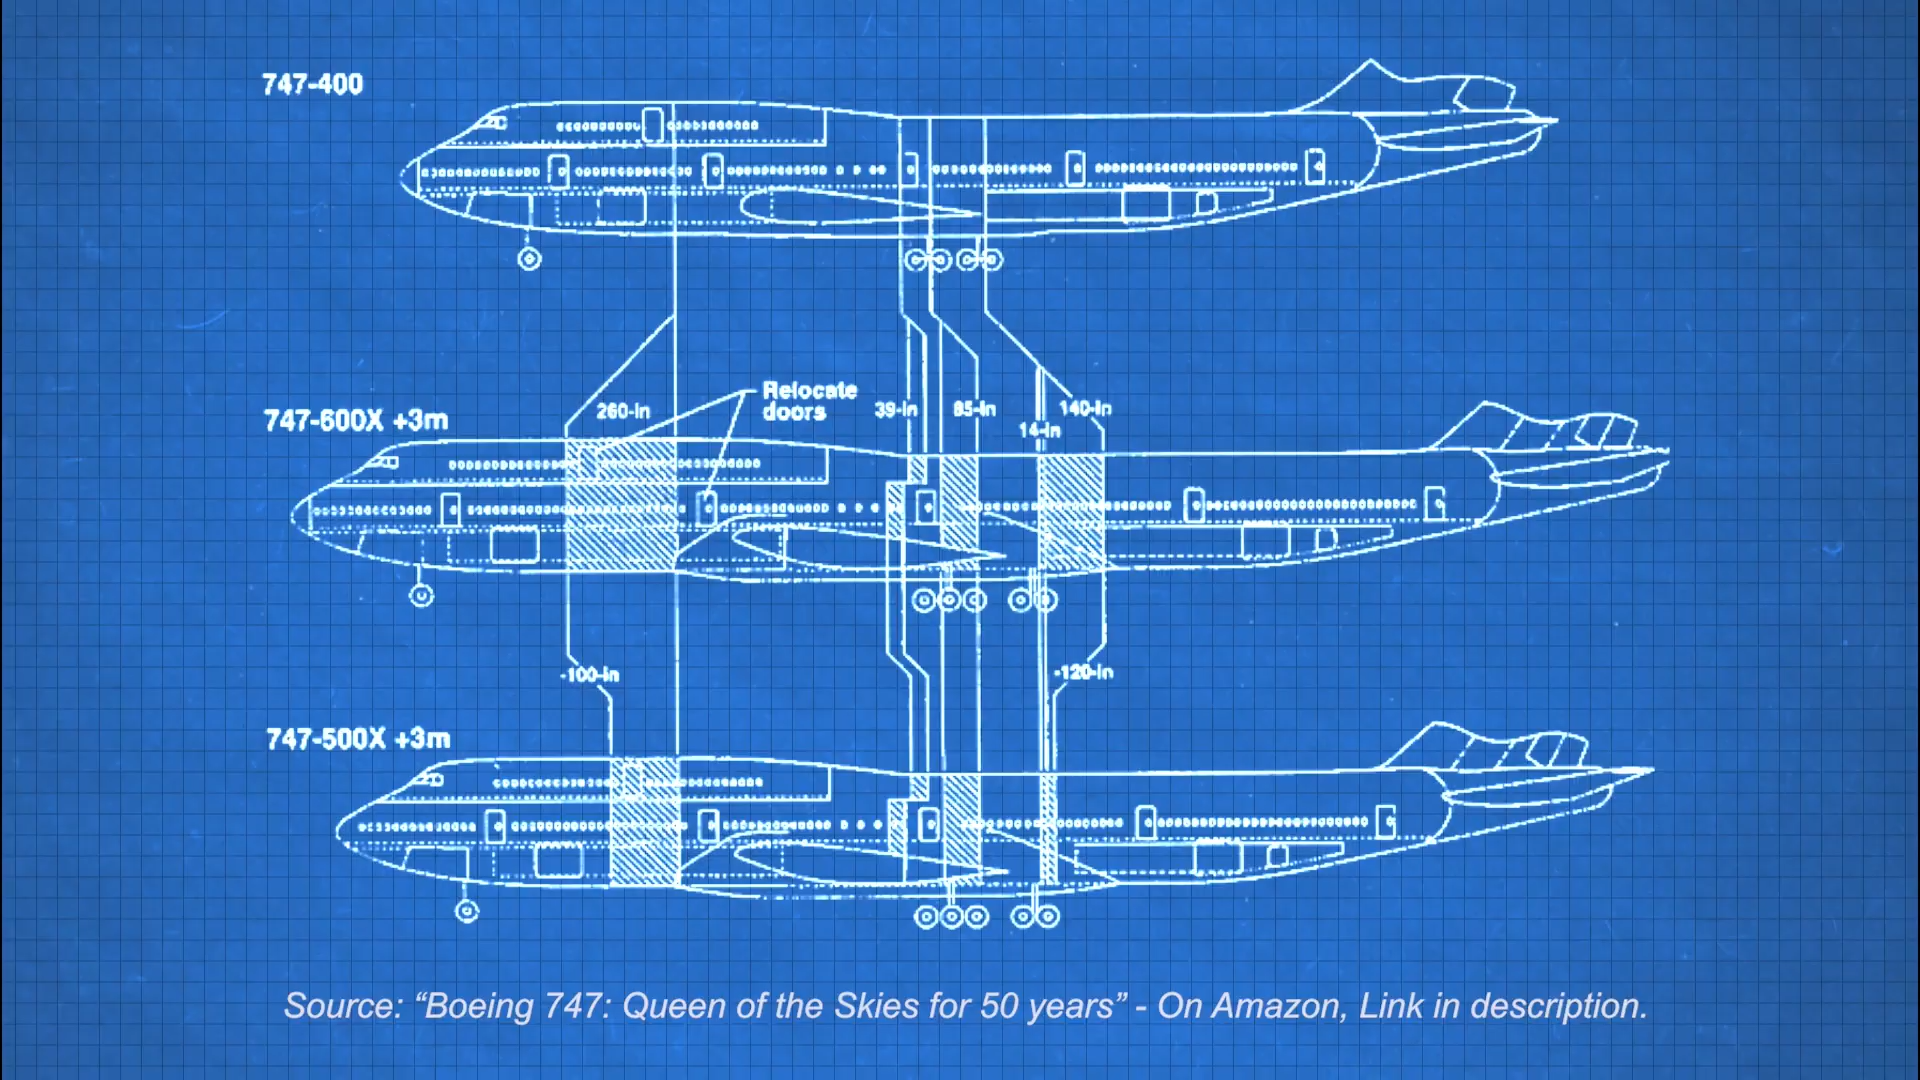 747-400
Relocate
doors
747-600X +3m
260-in
39-in
85-in
140-in
14-in
-100-in
-120-in
747-500X +3m
Source: “Boeing 747: Queen of the Skies for 50 years” - On Amazon, Link in description.